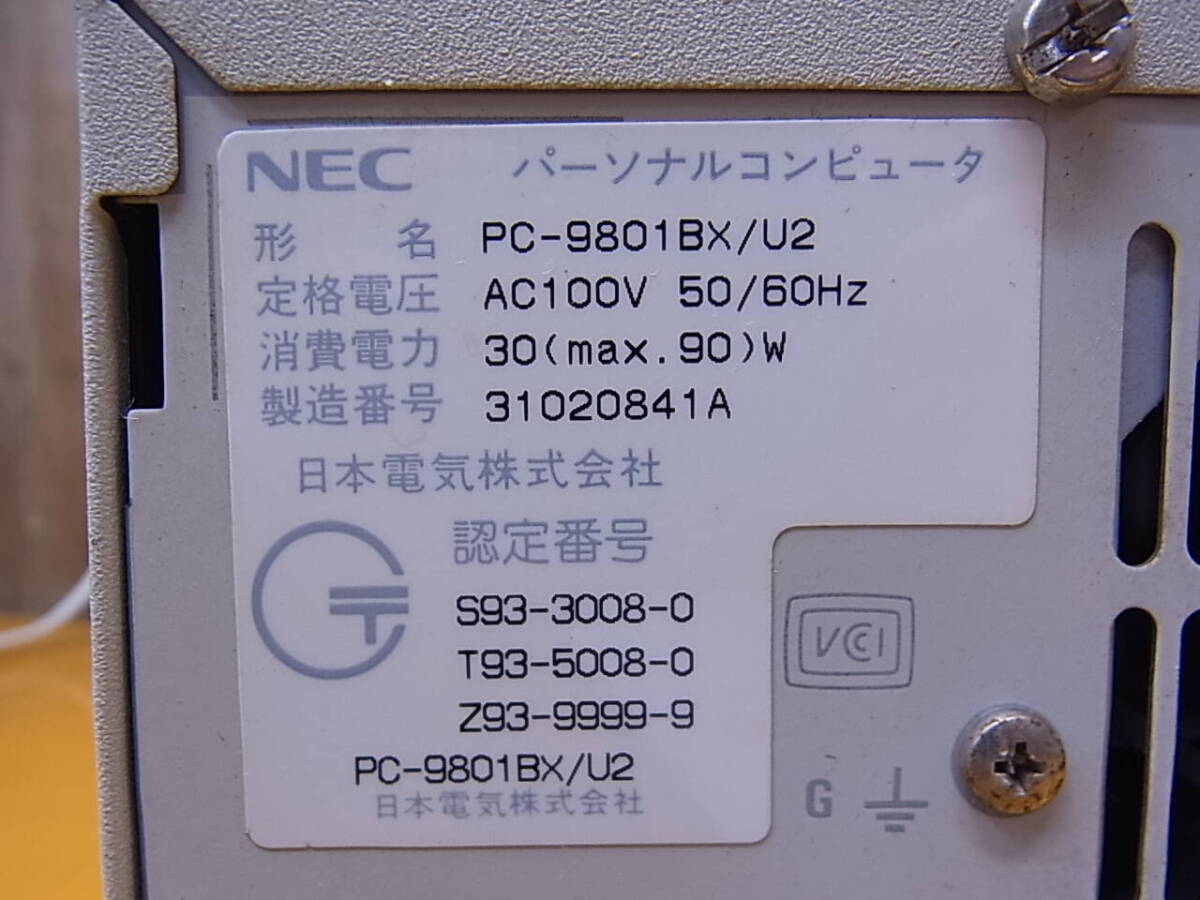 NEC パーソナルコンピュータ
形名 PC-9801BX/U2
定格電圧 AC100V 50/60Hz
消費電力 30(max.90)W
製造番号 31020841A
日本電気株式会社
認定番号
S93-3008-0
T93-5008-0
Z93-9999-9
PC-9801BX/U2
日本電気株式会社
VCCI
G